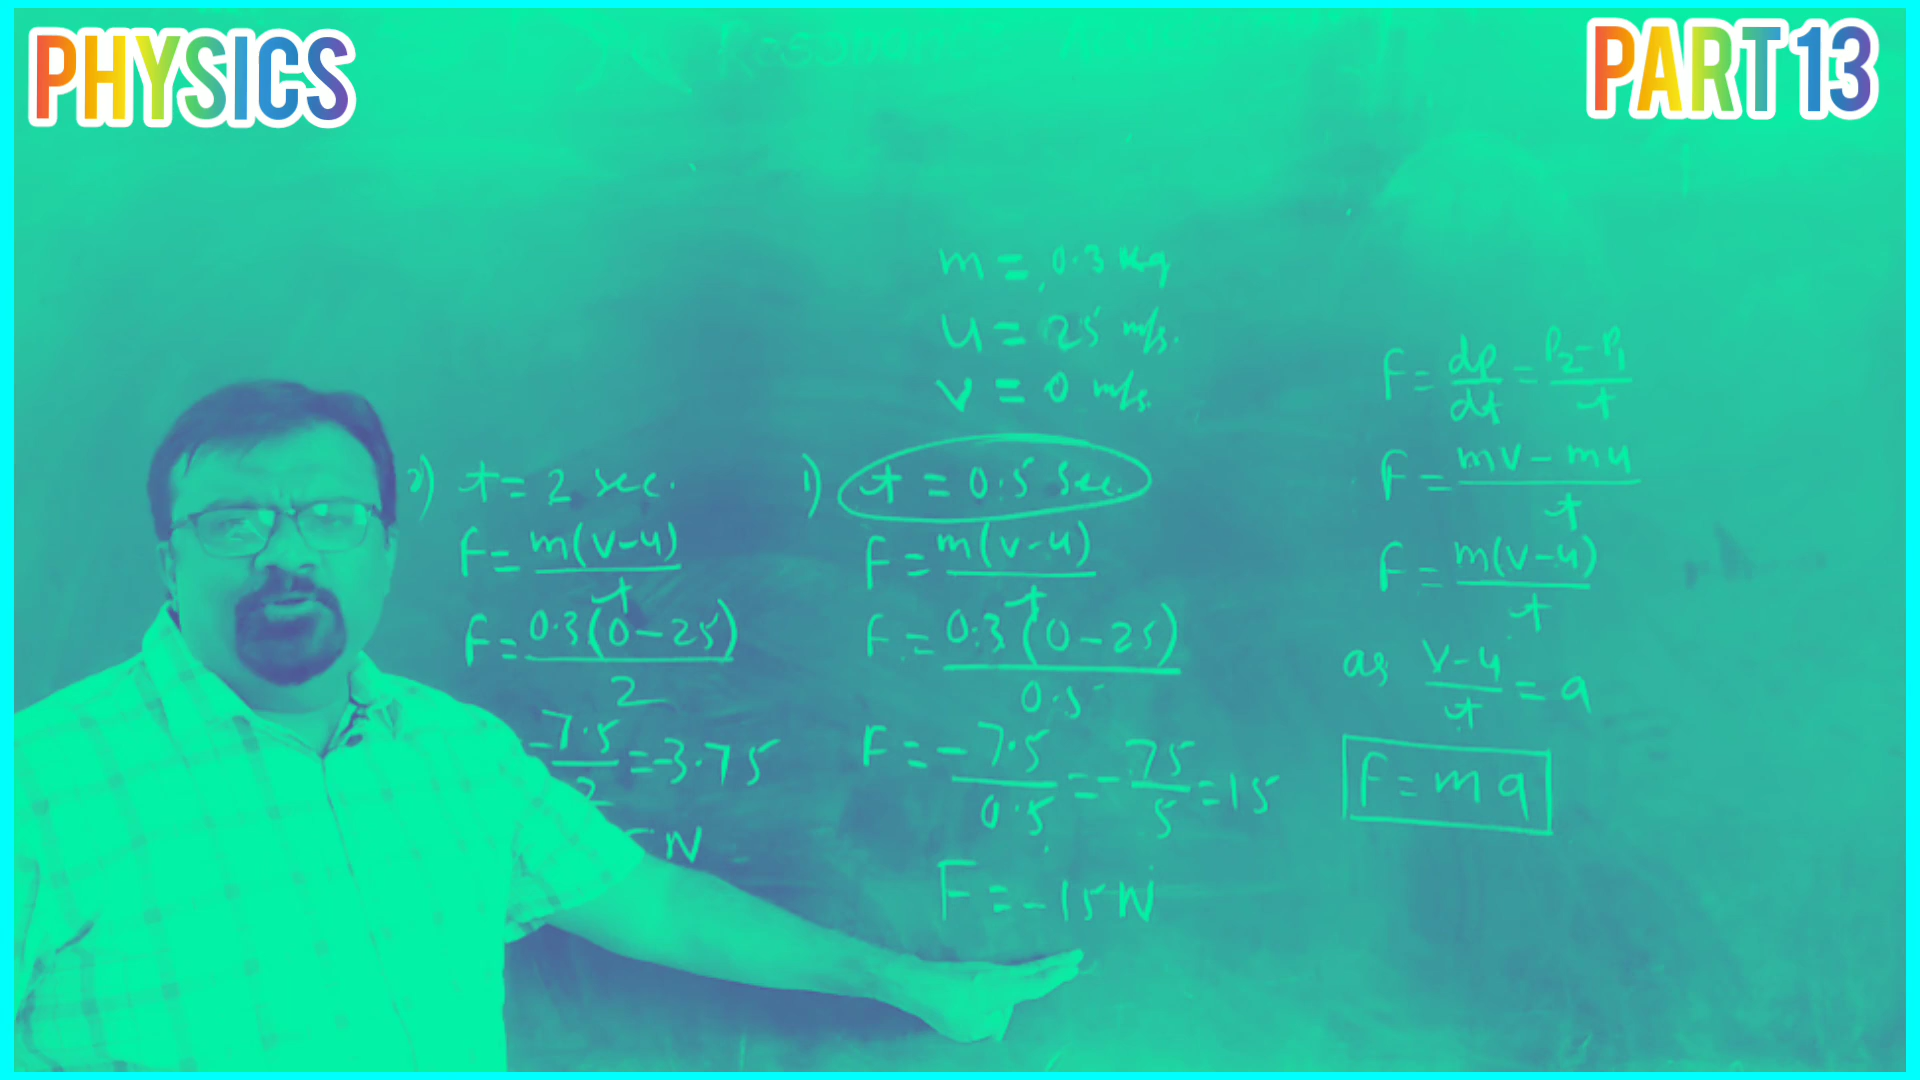 PHYSICS
PART 13
m = 0.3 kg
u = 25 m/s.
v = 0 m/s.
2) t = 2 sec.
F = m(v-u)/t
F = 0.3(0-25)/2
-7.5/2 = -3.75
N
1) t = 0.5 sec.
F = m(v-u)/t
F = 0.3(0-25)/0.5
F = -7.5/0.5 = -75/5 = 15
F = -15N
F = dp/dt = P₂-P₁/t
F = mv-mu/t
F = m(v-u)/t
as v-u/t = a
F = ma